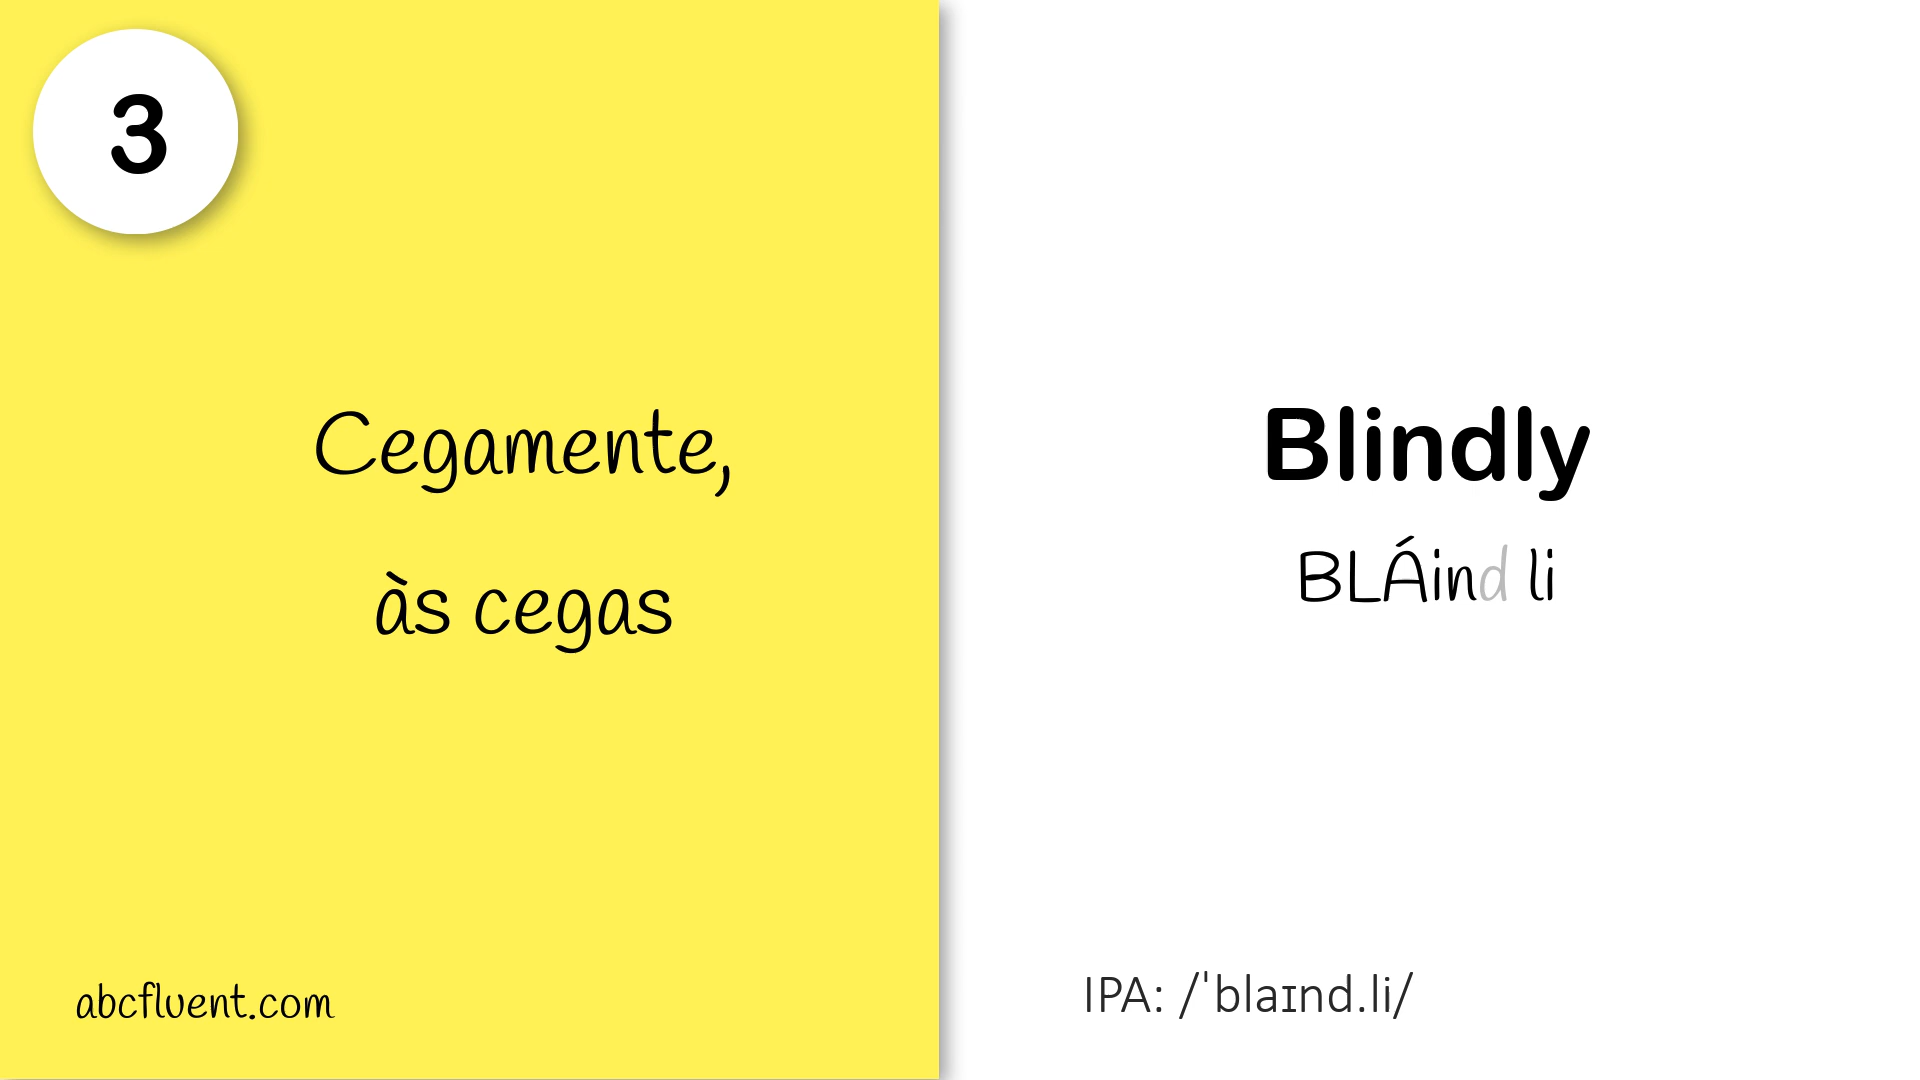 3
Cegamente,
às cegas
abcfluent.com
Blindly
BLÁind li
IPA: /ˈblaɪnd.li/